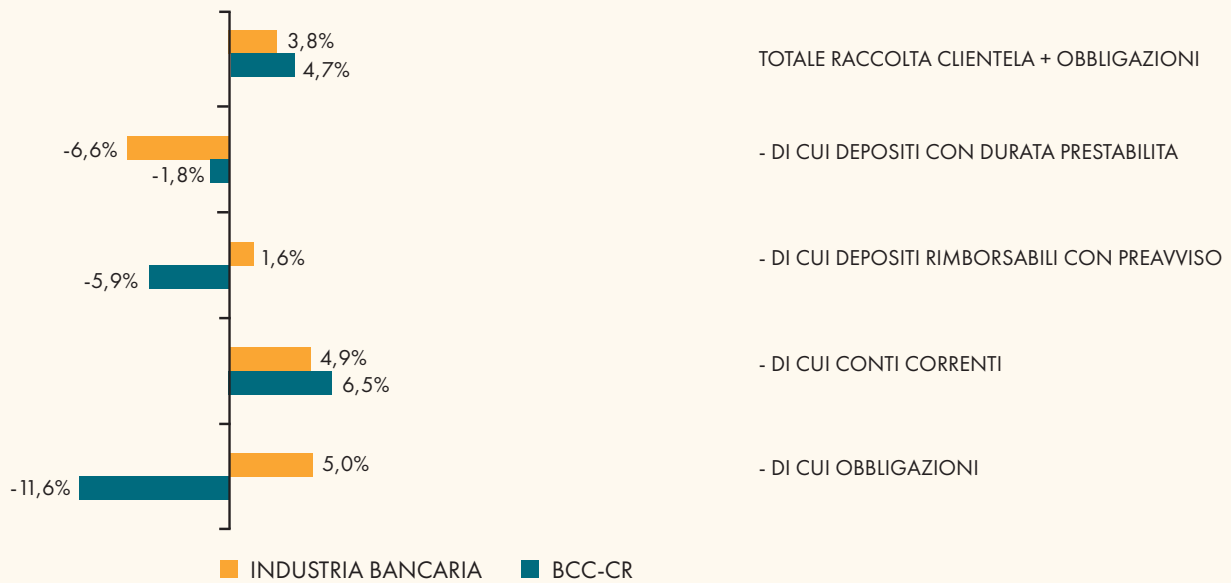 3,8%
4,7%
TOTALE RACCOLTA CLIENTELA + OBBLIGAZIONI
-6,6%
-1,8%
- DI CUI DEPOSITI CON DURATA PRESTABILITA
1,6%
-5,9%
- DI CUI DEPOSITI RIMBORSABILI CON PREAVVISO
4,9%
6,5%
- DI CUI CONTI CORRENTI
5,0%
-11,6%
- DI CUI OBBLIGAZIONI
INDUSTRIA BANCARIA BCC-CR